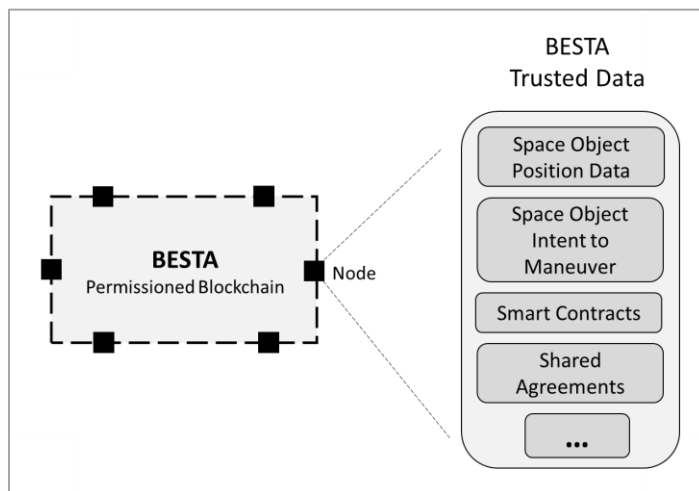 BESTA
Trusted Data
Space Object
Position Data
Space Object
Intent to
Maneuver
Smart Contracts
Shared
Agreements
...
BESTA
Permissioned Blockchain
Node